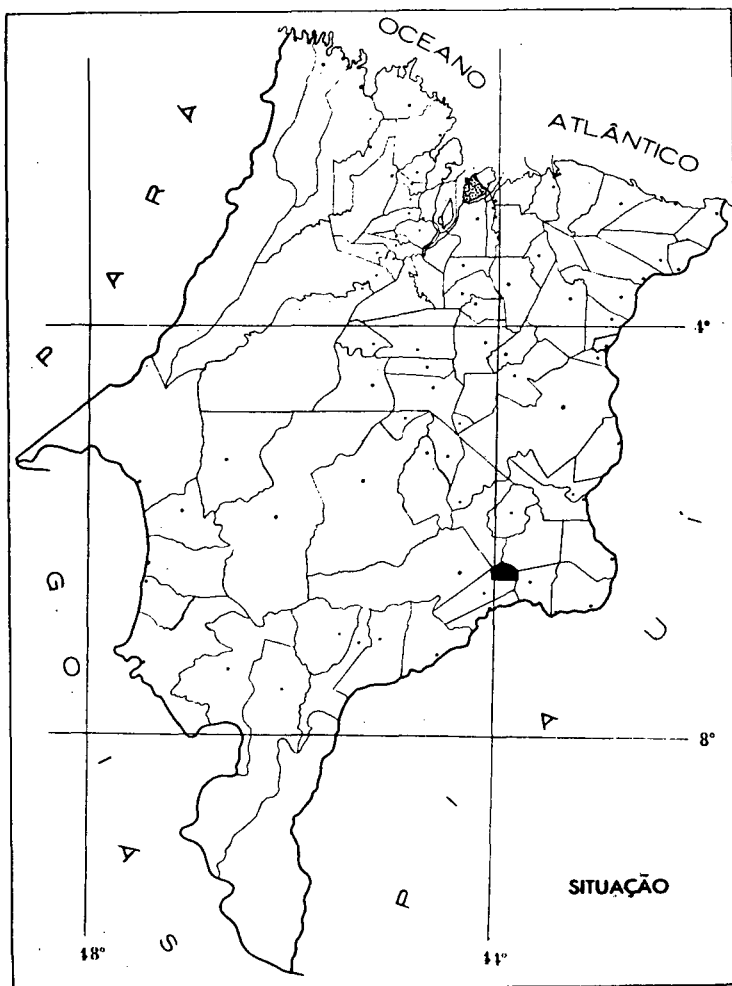 OCEANO
ATLÂNTICO
PARÁ
4°
GOIÁS
PIAUÍ
8°
SITUAÇÃO
48°
44°